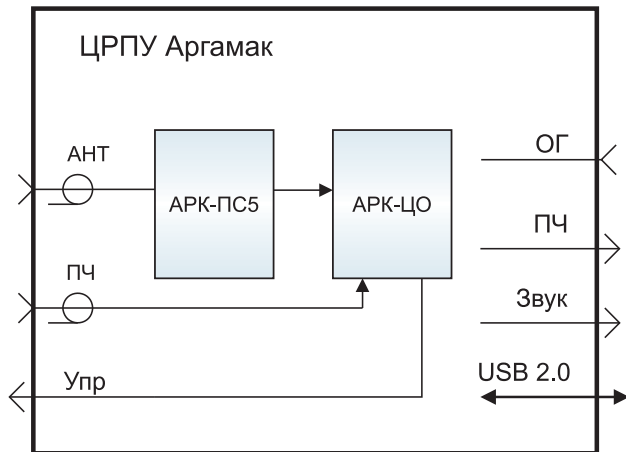 ЦРПУ Аргамак
АНТ
АРК-ПС5
АРК-ЦО
ОГ
ПЧ
ПЧ
Звук
Упр
USB 2.0